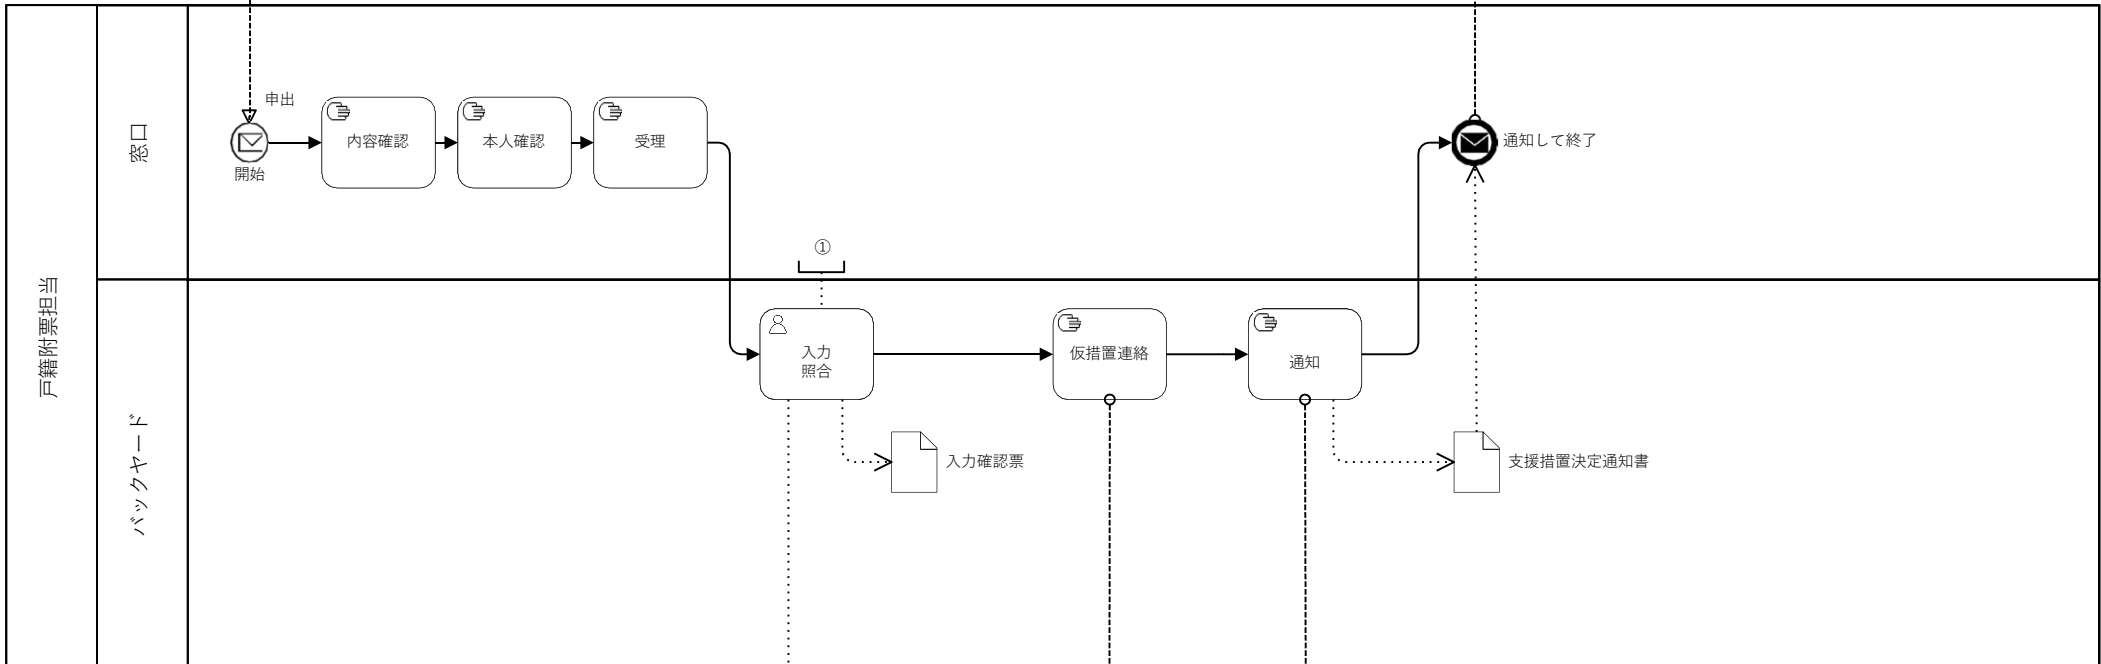 戸籍附票担当
窓口
申出
開始
内容確認
本人確認
受理
通知して終了
①
バックヤード
入力
照合
仮措置連絡
通知
入力確認票
支援措置決定通知書